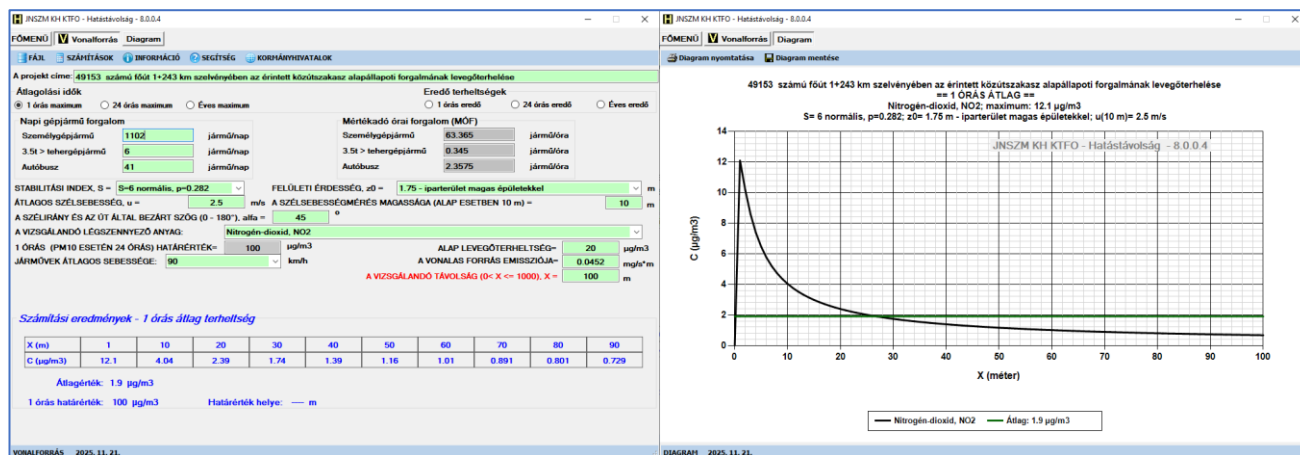 JNSZM KH KTFO - Hatástávolság - 8.0.0.4
FŐMENÜ Vonalforrás Diagram
FÁJL SZÁMÍTÁSOK INFORMÁCIÓ SEGÍTSÉG KORMÁNYHIVATALOK
A projekt címe: 49153 számú főút 1+243 km szelvényében az érintett közútszakasz alapállapoti forgalmának levegőterhelése
Átlagolási idők
1 órás maximum 24 órás maximum Éves maximum
Eredő terheltségek
1 órás eredő 24 órás eredő Éves eredő
Napi gépjármű forgalom
Személygépjármű 1102 jármű/nap
3.5t > tehergépjármű 6 jármű/nap
Autóbusz 41 jármű/nap
Mértékadó órai forgalom (MÓF)
Személygépjármű 63.365 jármű/óra
3.5t > tehergépjármű 0.345 jármű/óra
Autóbusz 2.3575 jármű/óra
STABILITÁSI INDEX, S = S=6 normális, p=0.282 FELÜLETI ÉRDESSÉG, z0 = 1.75 - iparterület magas épületekkel m
ÁTLAGOS SZÉLSEBESSÉG, u = 2.5 m/s A SZÉLSEBESSÉGMÉRÉS MAGASSÁGA (ALAP ESETBEN 10 m) = 10 m
A SZÉLIRÁNY ÉS AZ ÚT ÁLTAL BEZÁRT SZÖG (0 - 180°), alfa = 45 o
A VIZSGÁLANDÓ LÉGSZENNYEZŐ ANYAG: Nitrogén-dioxid, NO2
1 ÓRÁS (PM10 ESETÉN 24 ÓRÁS) HATÁRÉRTÉK= 100 µg/m3 ALAP LEVEGŐTERHELTSÉG= 20 µg/m3
JÁRMŰVEK ÁTLAGOS SEBESSÉGE: 90 km/h A VONALAS FORRÁS EMISSZIÓJA= 0.0452 mg/s*m
A VIZSGÁLANDÓ TÁVOLSÁG (0< X <= 1000), X = 100 m
Számítási eredmények - 1 órás átlag terheltség
X (m) 1 10 20 30 40 50 60 70 80 90
C (µg/m3) 12.1 4.04 2.39 1.74 1.39 1.16 1.01 0.891 0.801 0.729
Átlagérték: 1.9 µg/m3
1 órás határérték: 100 µg/m3 Határérték helye: --- m
VONALFORRÁS 2025. 11. 21.
JNSZM KH KTFO - Hatástávolság - 8.0.0.4
FŐMENÜ Vonalforrás Diagram
Diagram nyomtatása Diagram mentése
49153 számú főút 1+243 km szelvényében az érintett közútszakasz alapállapoti forgalmának levegőterhelése
== 1 ÓRÁS ÁTLAG ==
Nitrogén-dioxid, NO2; maximum: 12.1 µg/m3
S= 6 normális, p=0.282; z0= 1.75 m - iparterület magas épületekkel; u(10 m)= 2.5 m/s
JNSZM KH KTFO - Hatástávolság - 8.0.0.4
C (µg/m3)
14
12
10
8
6
4
2
0
0 10 20 30 40 50 60 70 80 90 100
X (méter)
Nitrogén-dioxid, NO2 Átlag: 1.9 µg/m3
DIAGRAM 2025. 11. 21.